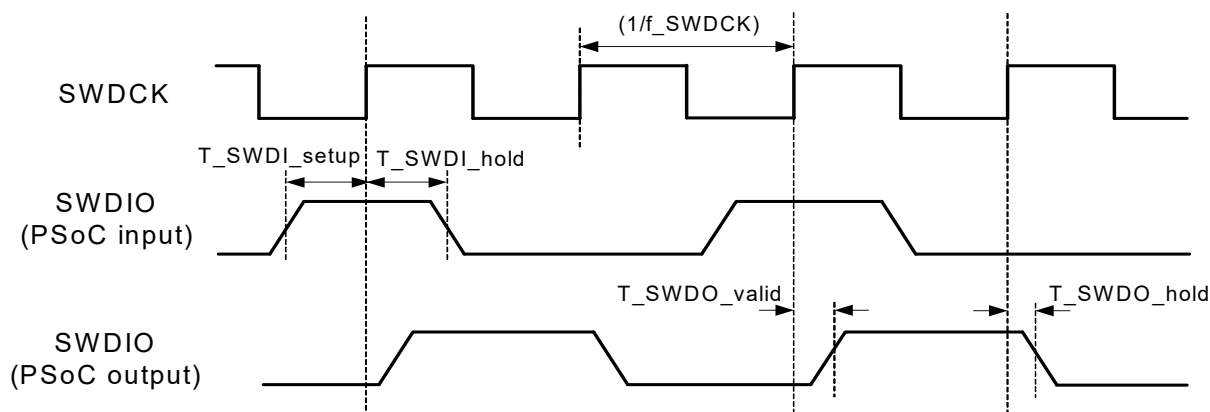 (1/f_SWDCK)
SWDCK
T_SWDI_setup T_SWDI_hold
SWDIO
(PSoC input)
T_SWDO_valid T_SWDO_hold
SWDIO
(PSoC output)